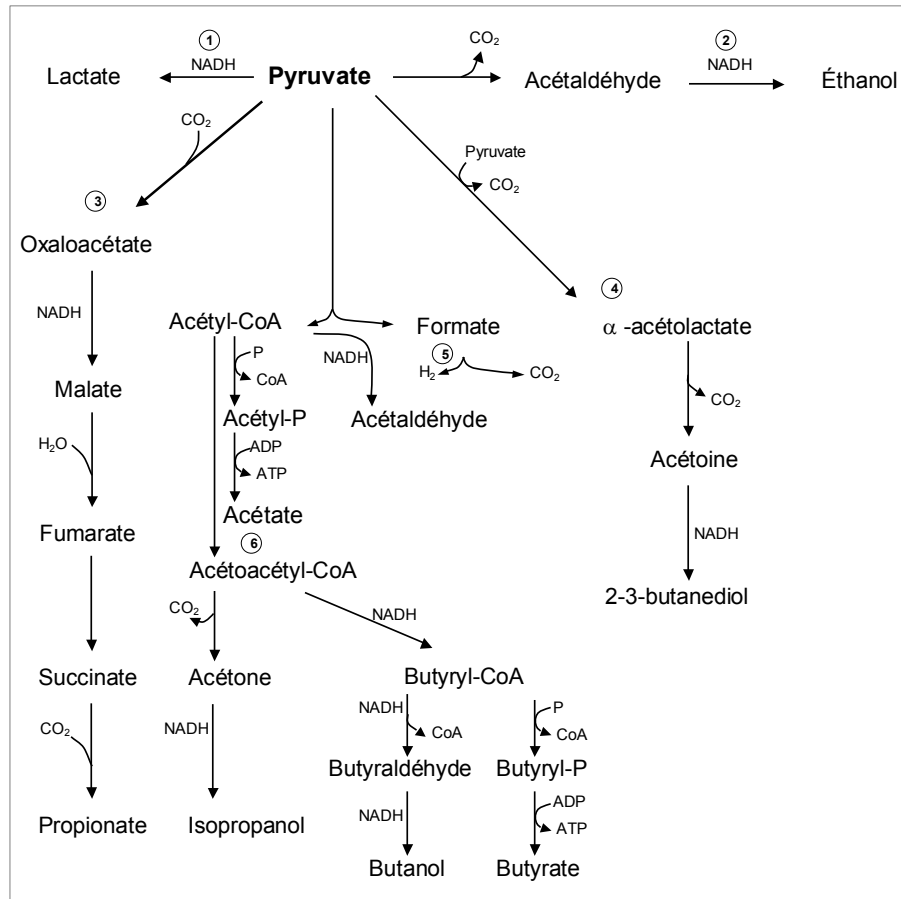 1
2
CO2
NADH
NADH
Lactate
Pyruvate
Acétaldéhyde
Éthanol
CO2
Pyruvate
CO2
3
Oxaloacétate
4
NADH
Acétyl-CoA
Formate
α -acétolactate
P
NADH
5
CoA
H2
CO2
Malate
CO2
Acétyl-P
Acétaldéhyde
H2O
ADP
ATP
Acétoine
Acétate
Fumarate
6
NADH
Acétoacétyl-CoA
2-3-butanediol
CO2
NADH
Succinate
Acétone
Butyryl-CoA
NADH
P
CO2
NADH
CoA
CoA
Butyraldéhyde
Butyryl-P
NADH
ADP
ATP
Propionate
Isopropanol
Butanol
Butyrate